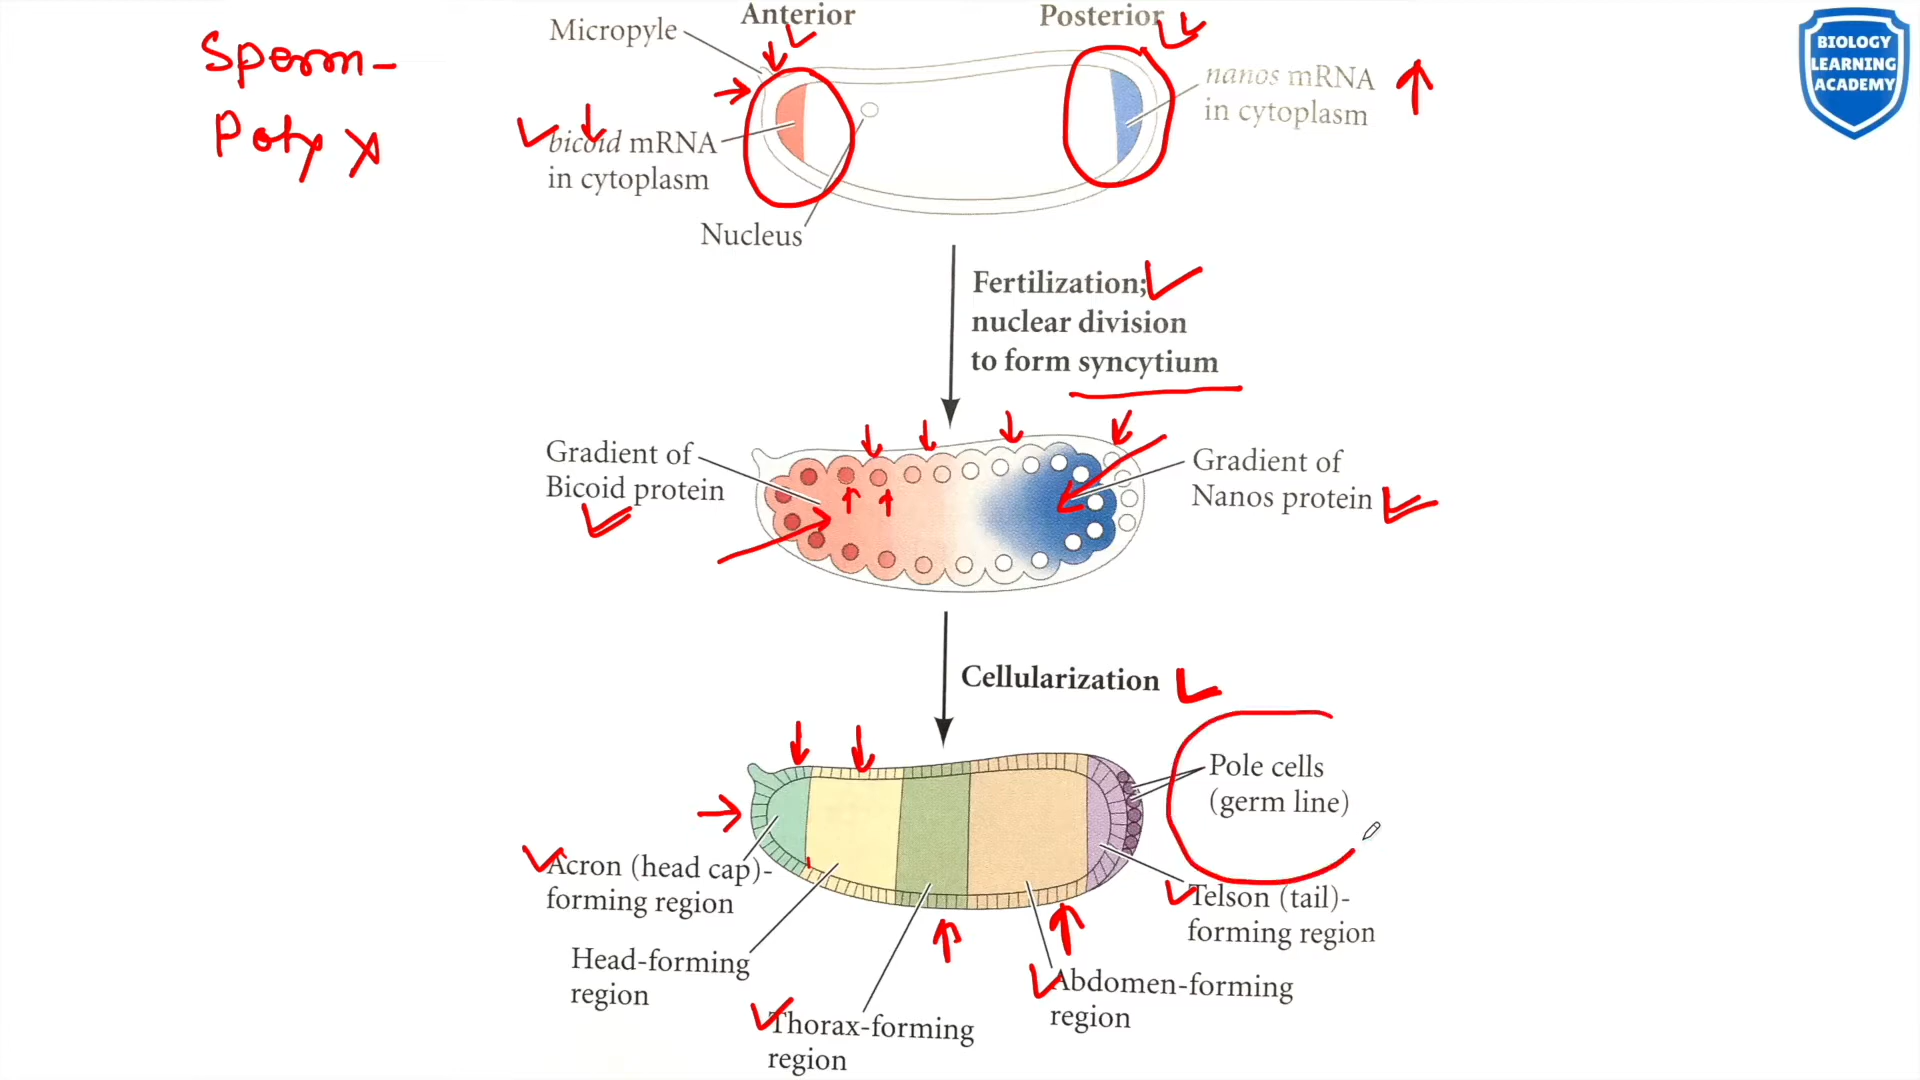 Sperm-
Poly X
Micropyle
Anterior
Posterior
nanos mRNA
in cytoplasm
bicoid mRNA
in cytoplasm
Nucleus
BIOLOGY
LEARNING
ACADEMY
Fertilization;
nuclear division
to form syncytium
Gradient of
Bicoid protein
Gradient of
Nanos protein
Cellularization
Pole cells
(germ line)
Acron (head cap)-
forming region
Telson (tail)-
forming region
Head-forming
region
Abdomen-forming
region
Thorax-forming
region